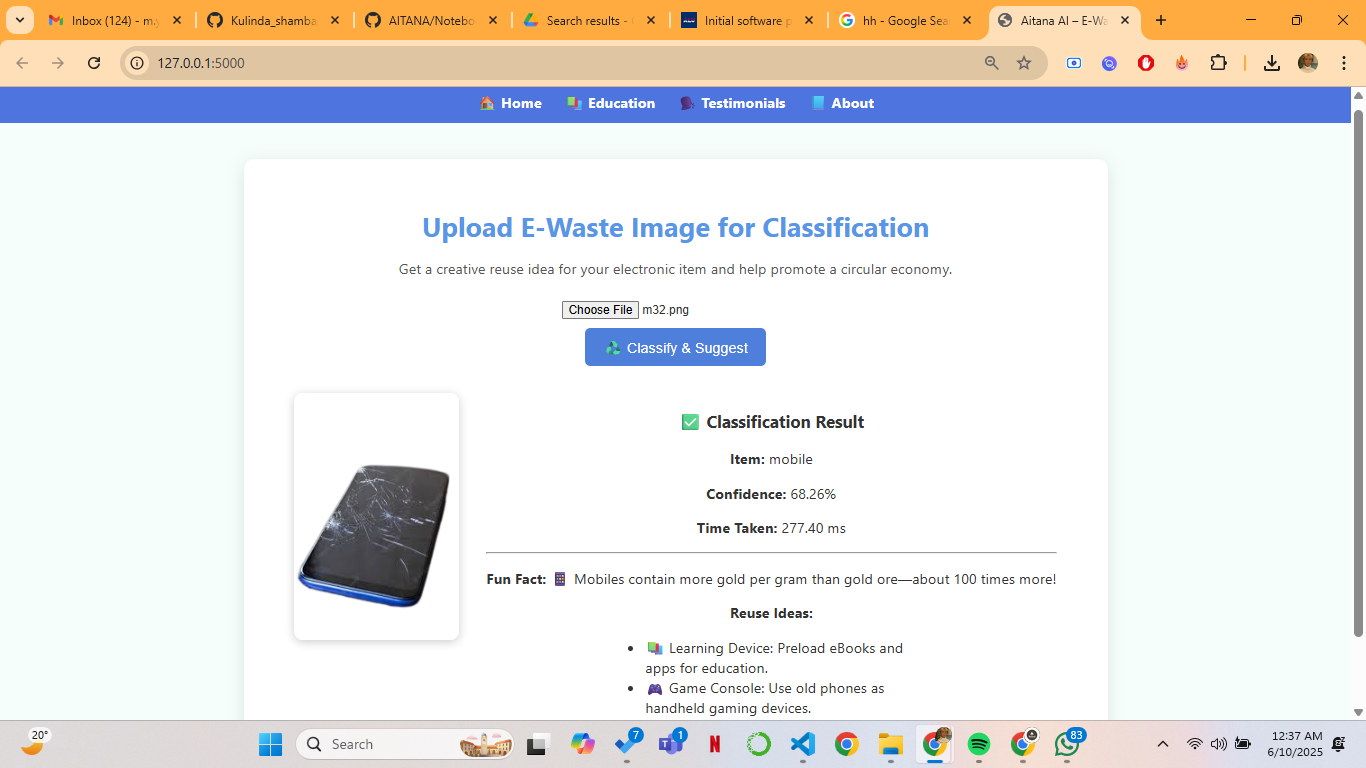 Inbox (124) - m.y
Kulinda_shamba
AITANA/Notebo
Search results -
Initial software p
hh - Google Sea
Aitana AI – E-Wa
127.0.0.1:5000
Home
Education
Testimonials
About
Upload E-Waste Image for Classification
Get a creative reuse idea for your electronic item and help promote a circular economy.
Choose File m32.png
Classify & Suggest
Classification Result
Item: mobile
Confidence: 68.26%
Time Taken: 277.40 ms
Fun Fact: Mobiles contain more gold per gram than gold ore—about 100 times more!
Reuse Ideas:
Learning Device: Preload eBooks and
apps for education.
Game Console: Use old phones as
handheld gaming devices.
20°
Search
7
1
83
12:37 AM
6/10/2025